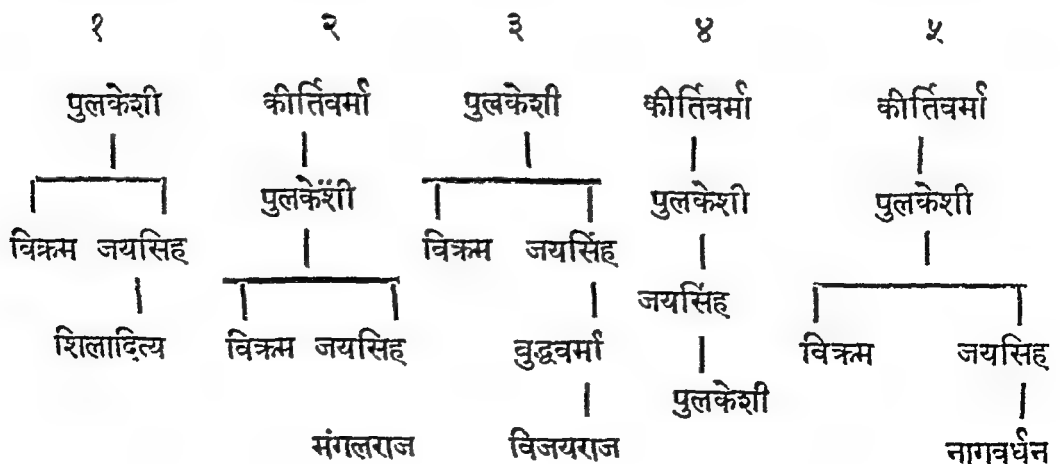 १ २ ३ ४ ५
पुलकेशी कीर्तिवर्मा पुलकेशी कीर्तिवर्मा कीर्तिवर्मा
पुलकेशी पुलकेशी पुलकेशी
विक्रम जयसिह विक्रम जयसिंह
जयसिंह
शिलादित्य विक्रम जयसिह बुद्धवर्मा विक्रम जयसिह
पुलकेशी
मंगलराज विजयराज नागवर्धन